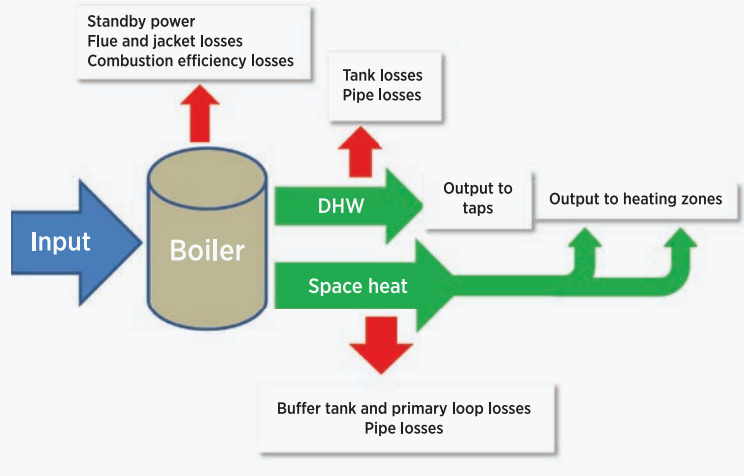 Standby power
Flue and jacket losses
Combustion efficiency losses
Tank losses
Pipe losses
Input
Boiler
DHW
Output to
taps
Output to heating zones
Space heat
Buffer tank and primary loop losses
Pipe losses